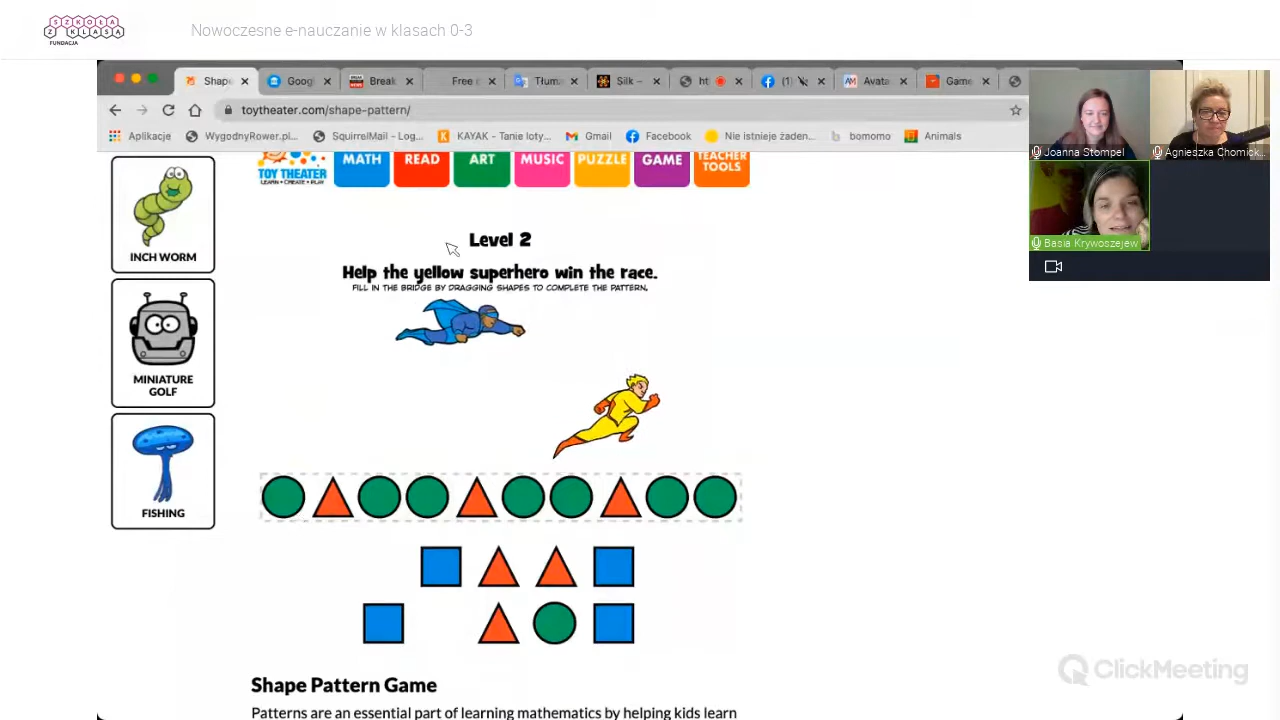 SZKOŁA
Z KLASĄ
FUNDACJA
Nowoczesne e-nauczanie w klasach 0-3
Shape
Goog
Break
Free
Tłuma
Silk –
ht
(1)
Avata
Game
toytheater.com/shape-pattern/
Aplikacje
WygodnyRower.pl...
SquirrelMail - Log...
KAYAK - Tanie loty...
Gmail
Facebook
Nie istnieje żaden...
bomomo
Animals
TOY THEATER
LEARN • CREATE • PLAY
MATH
READ
ART
MUSIC
PUZZLE
GAME
TEACHER
TOOLS
Joanna Stompel
Agnieszka Chomick...
Basia Krywoszejew
INCH WORM
MINIATURE
GOLF
FISHING
Level 2
Help the yellow superhero win the race.
FILL IN THE BRIDGE BY DRAGGING SHAPES TO COMPLETE THE PATTERN.
ClickMeeting
Shape Pattern Game
Patterns are an essential part of learning mathematics by helping kids learn